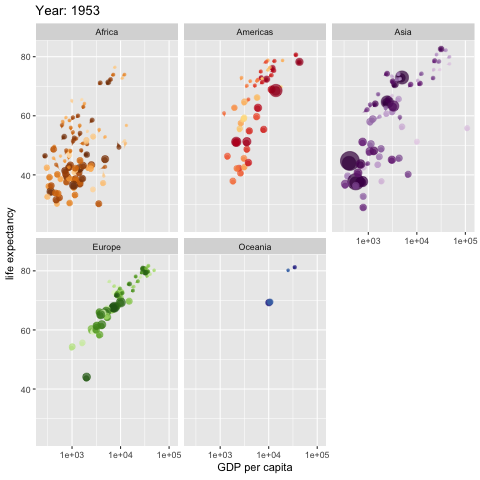 Year: 1953
Africa
Americas
Asia
80
60
40
1e+03 1e+04 1e+05
Europe
Oceania
80
60
40
1e+03 1e+04 1e+05
1e+03 1e+04 1e+05
life expectancy
GDP per capita